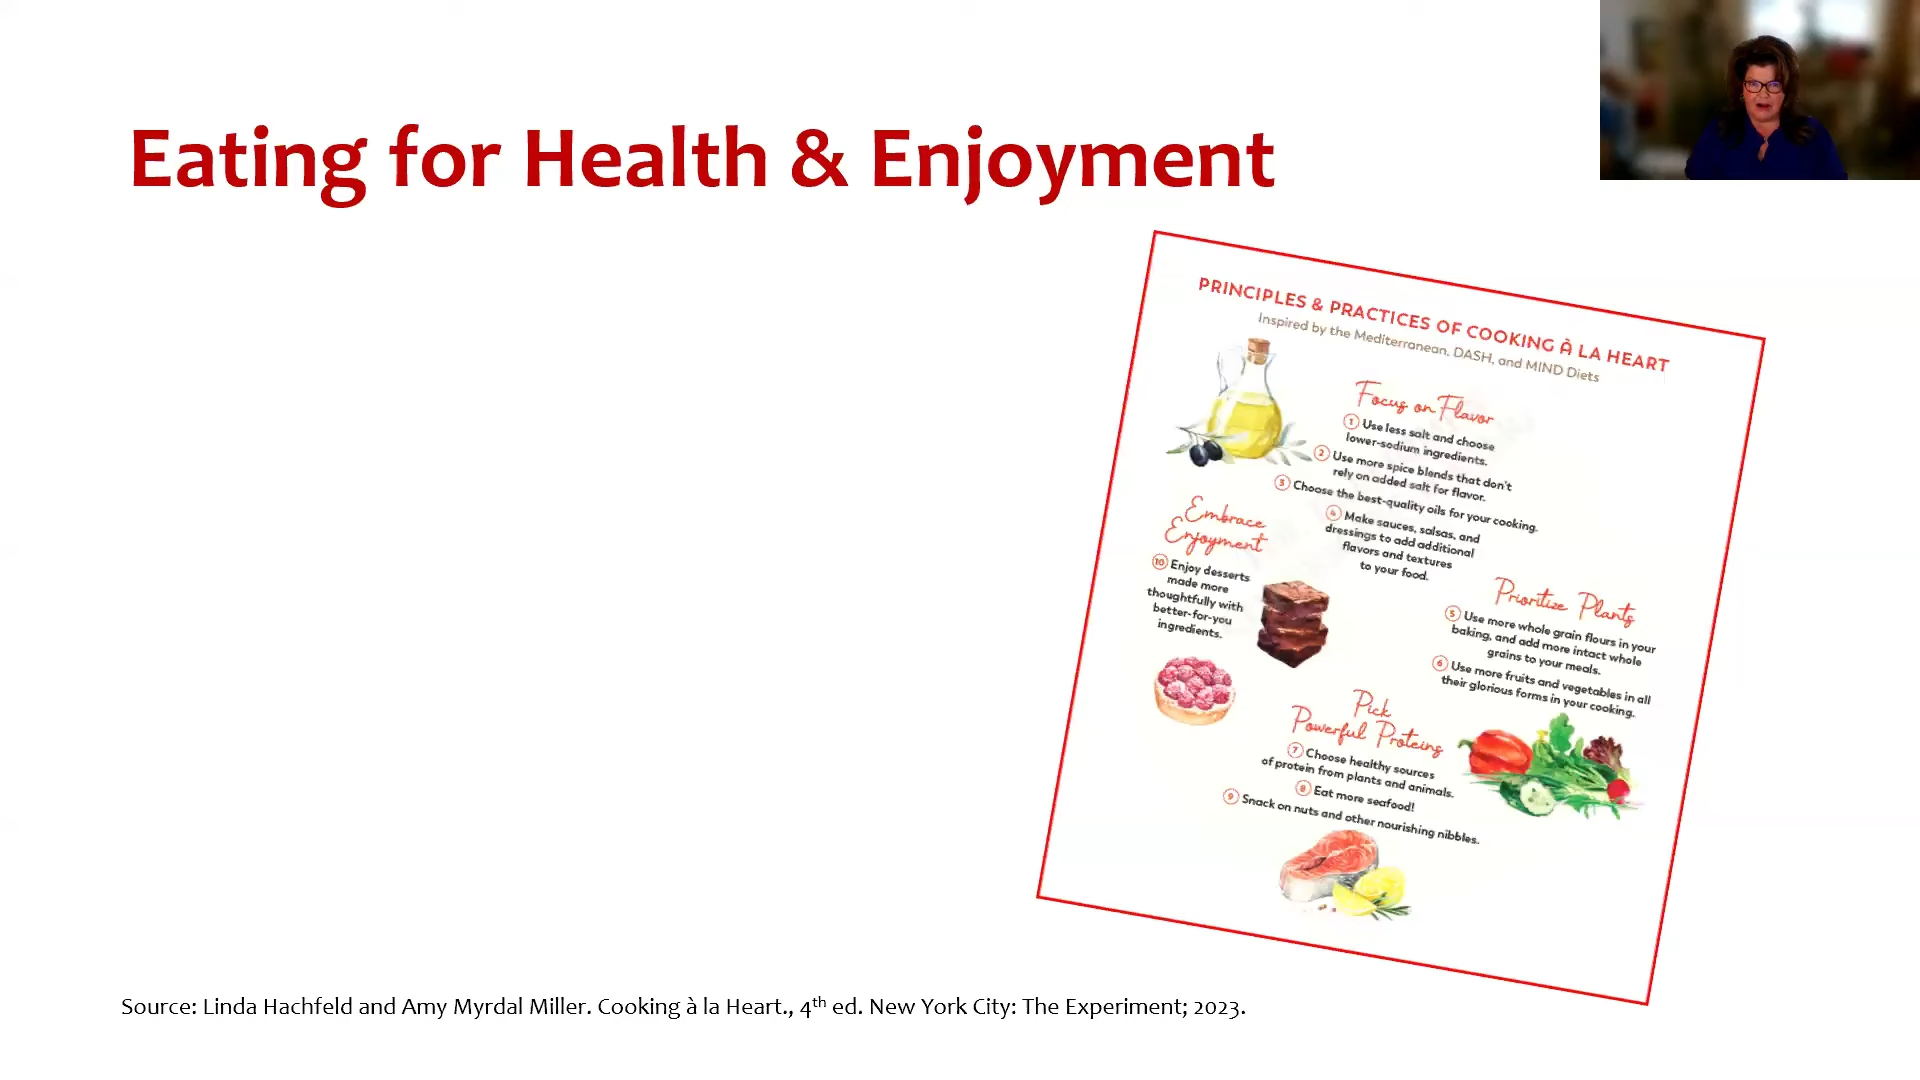 Eating for Health & Enjoyment
PRINCIPLES & PRACTICES OF COOKING À LA HEART
Inspired by the Mediterranean, DASH, and MIND Diets
Focus on Flavor
1 Use less salt and choose
lower-sodium ingredients.
2 Use more spice blends that don't
rely on added salt for flavor.
3 Choose the best-quality oils for your cooking.
4 Make sauces, salsas, and
dressings to add additional
flavors and textures
to your food.
Prioritize Plants
5 Use more whole grain flours in your
baking, and add more intact whole
grains to your meals.
6 Use more fruits and vegetables in all
their glorious forms in your cooking.
Pick
Powerful Proteins
7 Choose healthy sources
of protein from plants and animals.
8 Eat more seafood!
9 Snack on nuts and other nourishing nibbles.
Embrace
Enjoyment
10 Enjoy desserts
made more
thoughtfully with
better-for-you
ingredients.
Source: Linda Hachfeld and Amy Myrdal Miller. Cooking à la Heart., 4th ed. New York City: The Experiment; 2023.